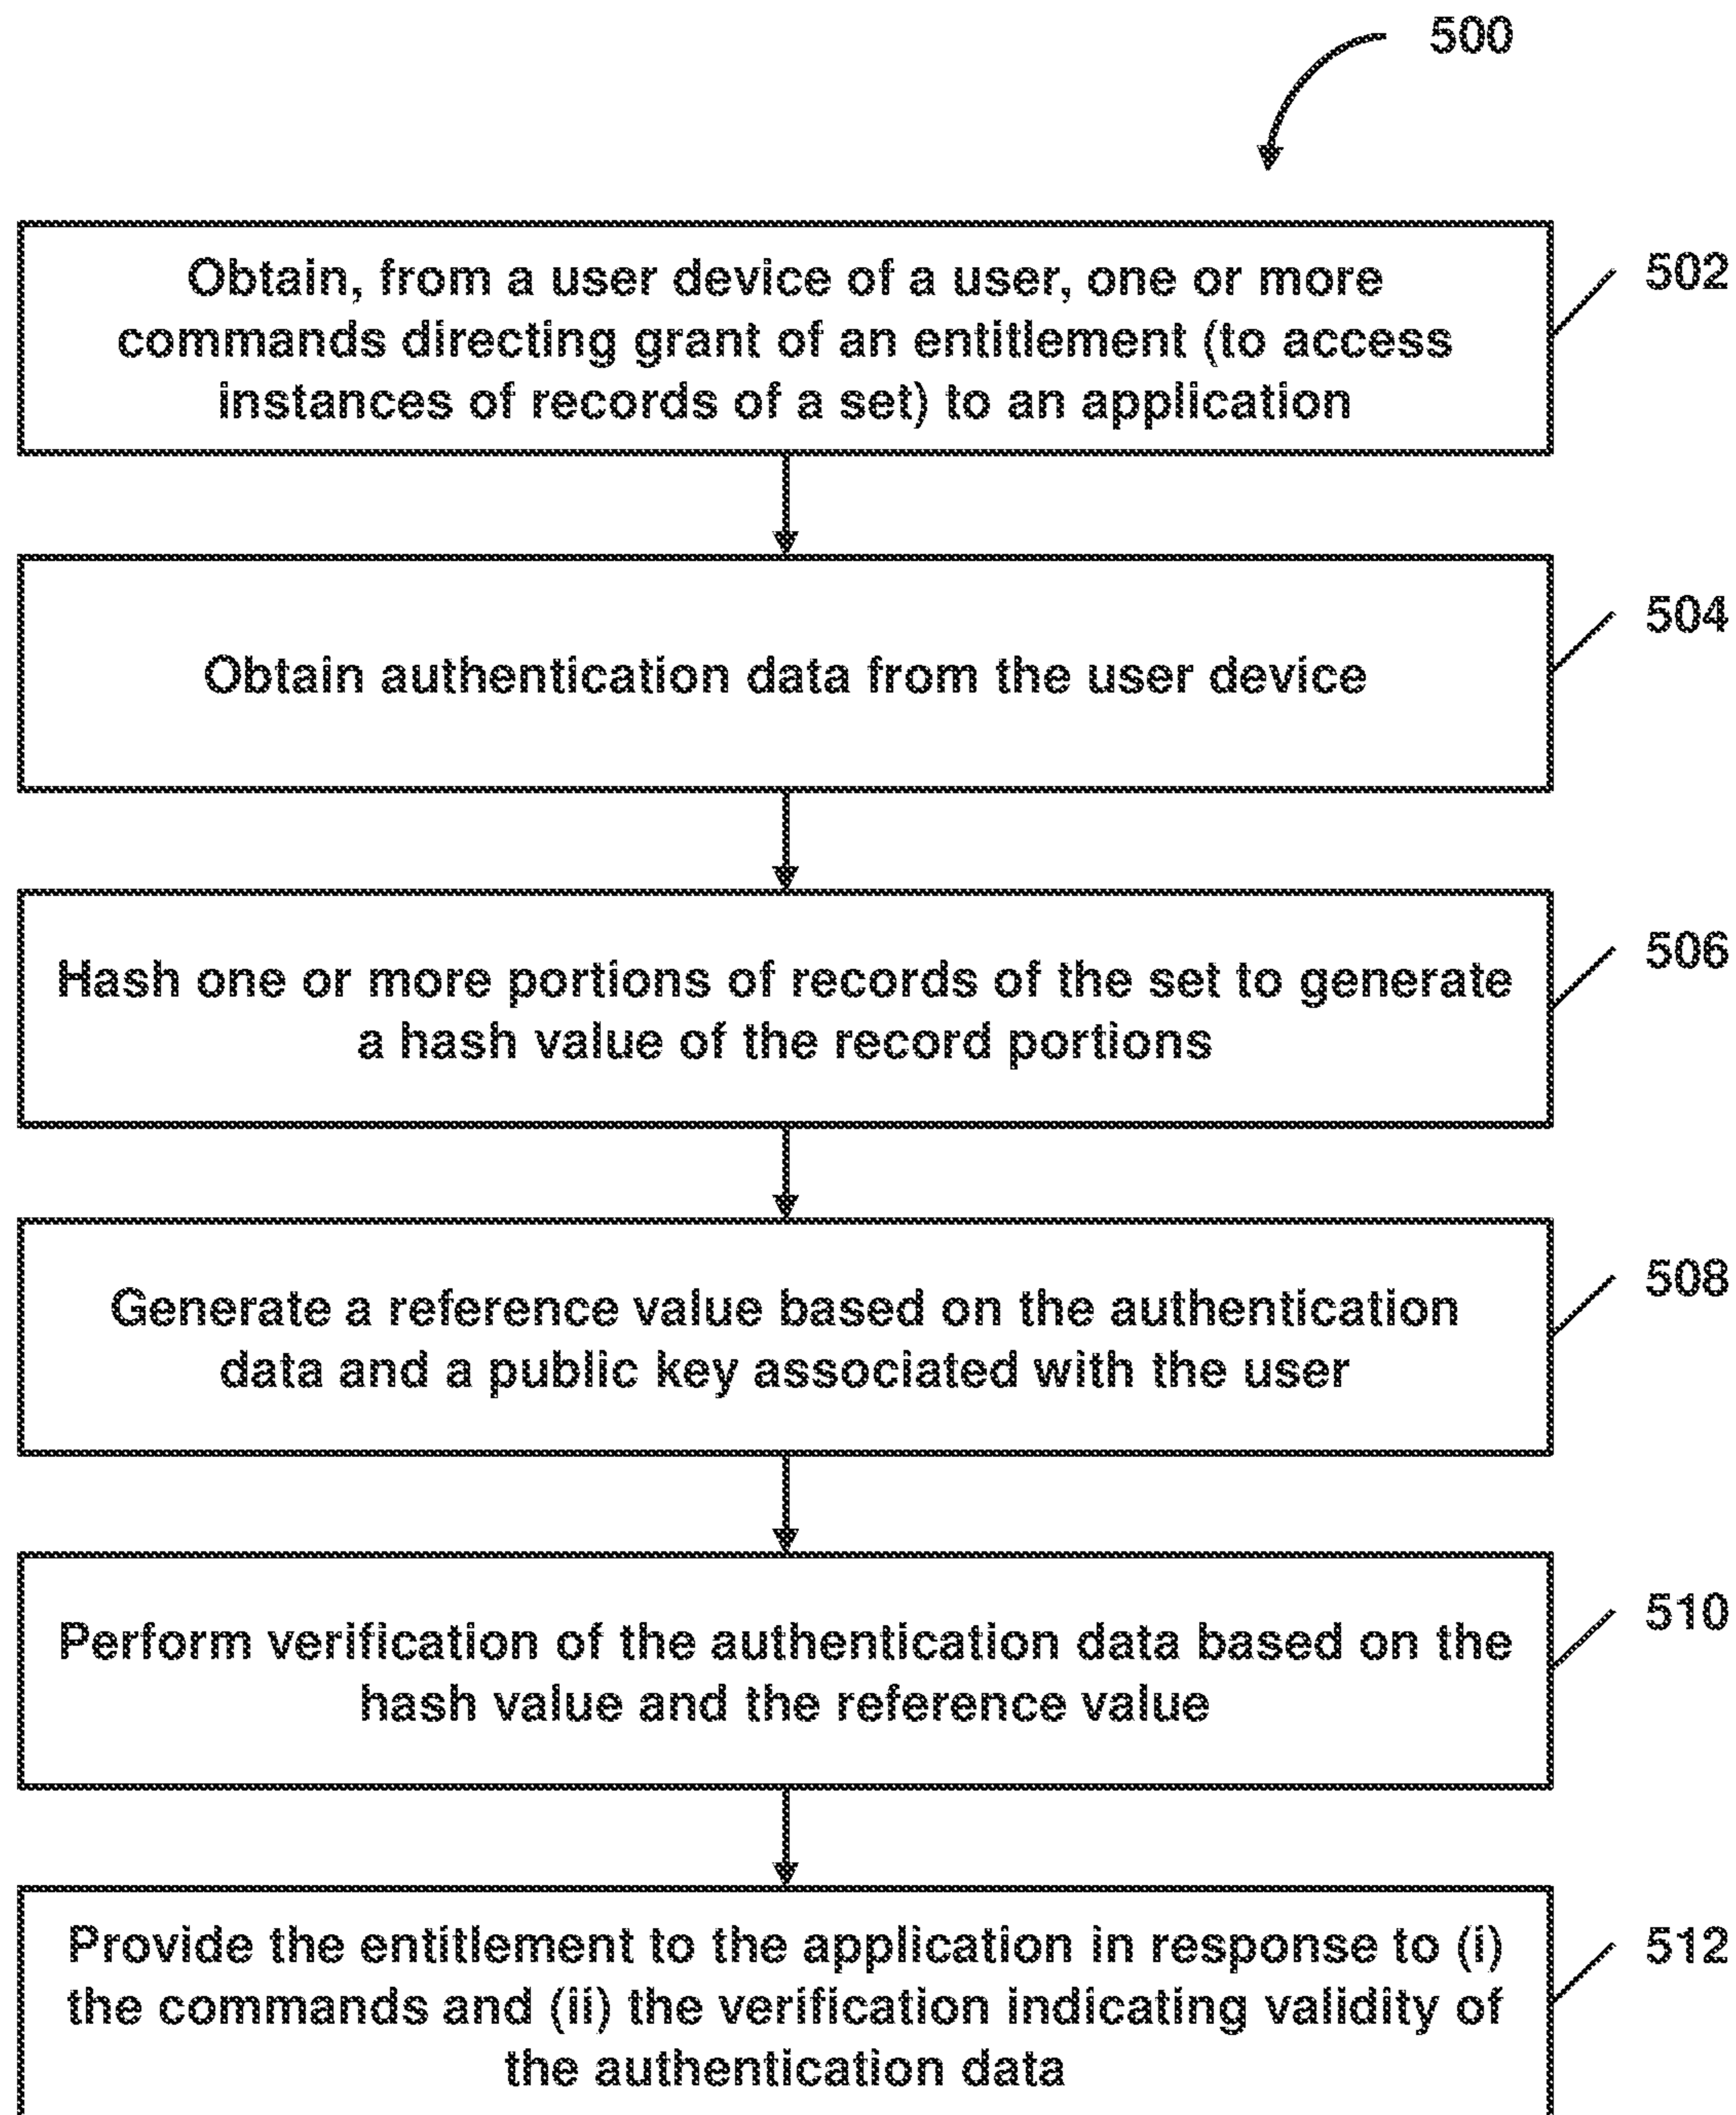 500
Obtain, from a user device of a user, one or more
commands directing grant of an entitlement (to access
instances of records of a set) to an application
502
Obtain authentication data from the user device
504
Hash one or more portions of records of the set to generate
a hash value of the record portions
506
Generate a reference value based on the authentication
data and a public key associated with the user
508
Perform verification of the authentication data based on the
hash value and the reference value
510
Provide the entitlement to the application in response to (i)
the commands and (ii) the verification indicating validity of
the authentication data
512